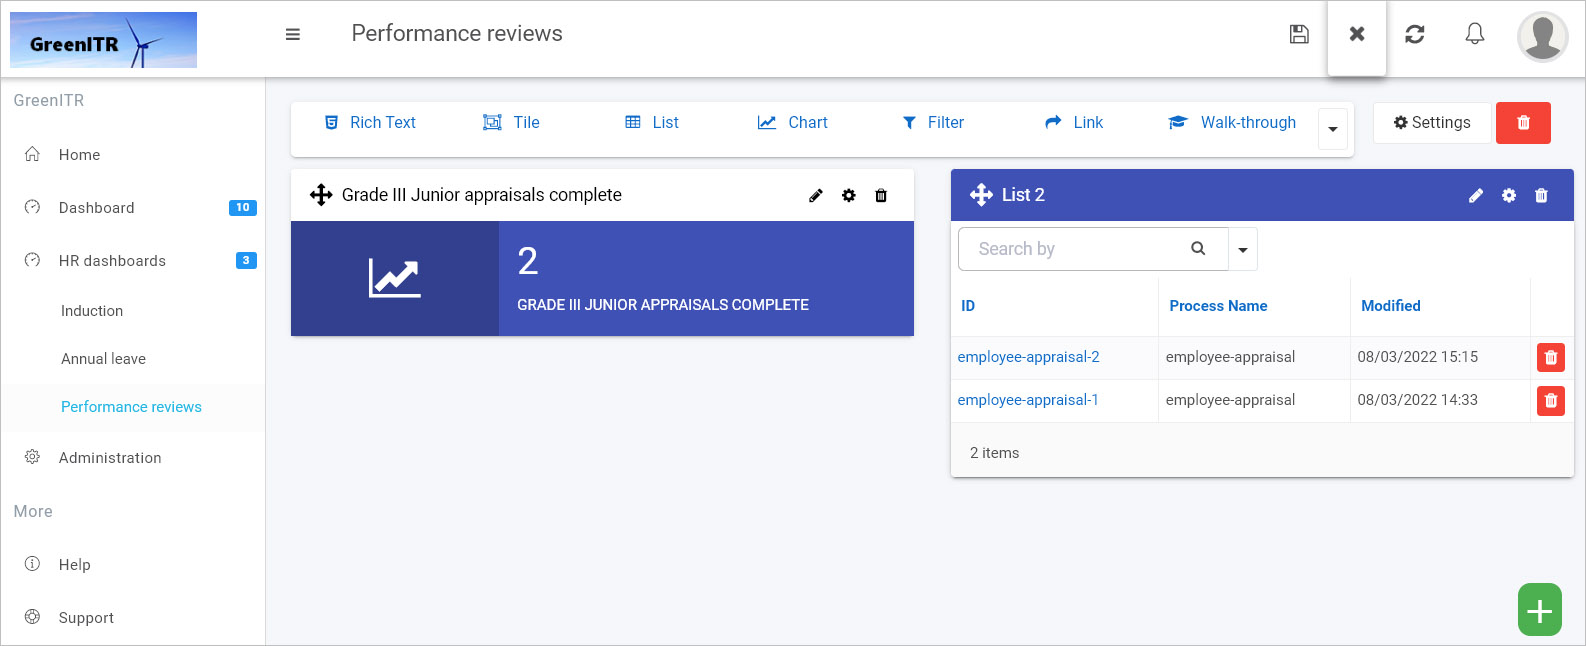 GreenITR
Performance reviews
GreenITR
Home
Dashboard 10
HR dashboards 3
Induction
Annual leave
Performance reviews
Administration
More
Help
Support
Rich Text Tile List Chart Filter Link Walk-through
Settings
Grade III Junior appraisals complete
2
GRADE III JUNIOR APPRAISALS COMPLETE
List 2
Search by
ID Process Name Modified
employee-appraisal-2 employee-appraisal 08/03/2022 15:15
employee-appraisal-1 employee-appraisal 08/03/2022 14:33
2 items